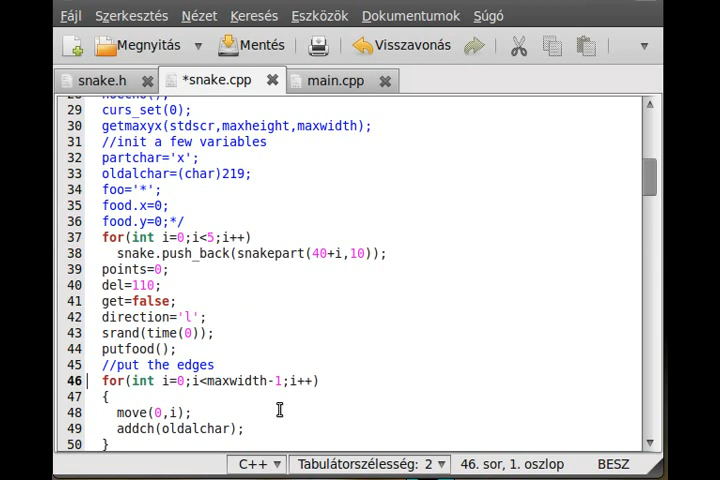 Fájl Szerkesztés Nézet Keresés Eszközök Dokumentumok Súgó
Megnyitás Mentés Visszavonás
snake.h *snake.cpp main.cpp
29 curs_set(0);
30 getmaxyx(stdscr,maxheight,maxwidth);
31 //init a few variables
32 partchar='x';
33 oldalchar=(char)219;
34 foo='*';
35 food.x=0;
36 food.y=0;*/
37 for(int i=0;i<5;i++)
38 snake.push_back(snakepart(40+i,10));
39 points=0;
40 del=110;
41 get=false;
42 direction='l';
43 srand(time(0));
44 putfood();
45 //put the edges
46 for(int i=0;i<maxwidth-1;i++)
47 {
48 move(0,i);
49 addch(oldalchar);
50 }
C++ Tabulátorszélesség: 2 46. sor, 1. oszlop BESZ